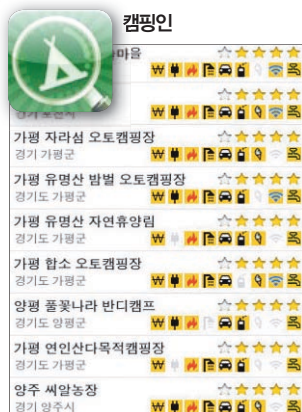 캠핑인
마을
경기 포천시
가평 자라섬 오토캠핑장
경기 가평군
가평 유명산 밤벌 오토캠핑장
경기도 가평군
가평 유명산 자연휴양림
경기도 가평군
가평 합소 오토캠핑장
경기도 가평군
양평 풀꽃나라 반디캠프
경기도 양평군
가평 연인산다목적캠핑장
경기도 가평군
양주 씨알농장
경기 양주시